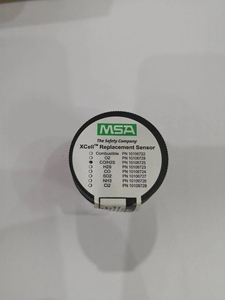 MSA
The Safety Company
XCell™ Replacement Sensor
Combustible PN 10106722
O2 PN 10106729
CO/H2S PN 10106725
H2S PN 10106723
CO PN 10106724
SO2 PN 10106727
NH3 PN 10106726
Cl2 PN 10106728